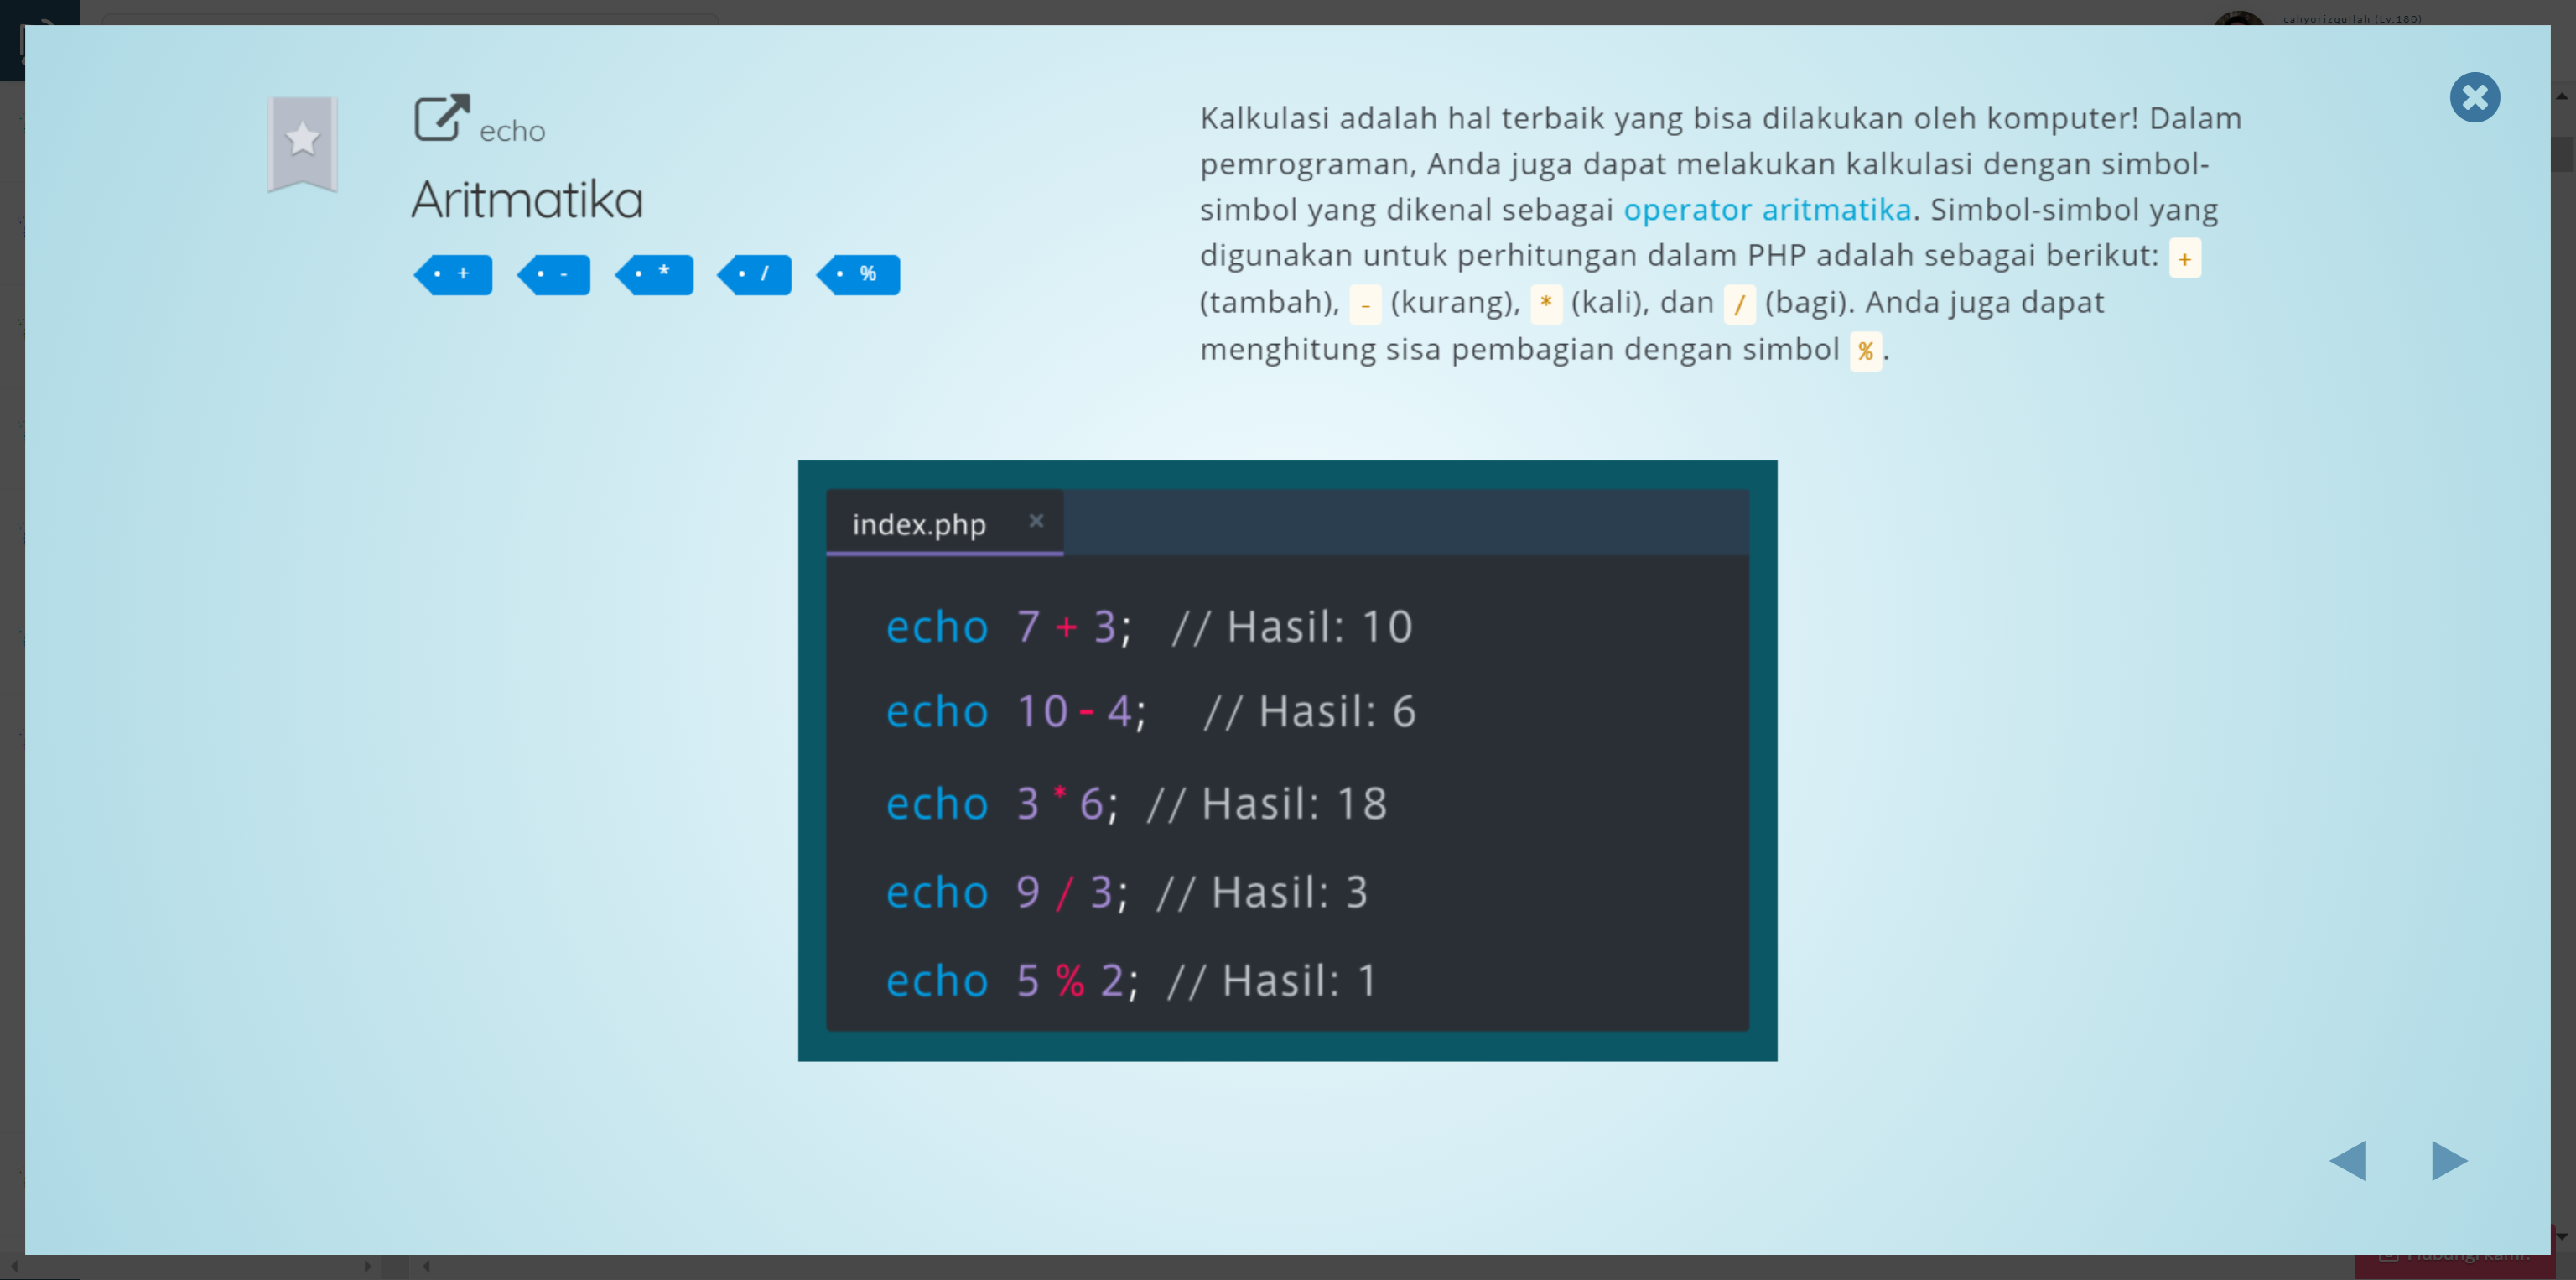 cahyorizqullah (Lv.180)
echo
Aritmatika
+ - * / %
Kalkulasi adalah hal terbaik yang bisa dilakukan oleh komputer! Dalam
pemrograman, Anda juga dapat melakukan kalkulasi dengan simbol-
simbol yang dikenal sebagai operator aritmatika. Simbol-simbol yang
digunakan untuk perhitungan dalam PHP adalah sebagai berikut: +
(tambah), - (kurang), * (kali), dan / (bagi). Anda juga dapat
menghitung sisa pembagian dengan simbol %.
index.php
echo 7 + 3; // Hasil: 10
echo 10 - 4; // Hasil: 6
echo 3 * 6; // Hasil: 18
echo 9 / 3; // Hasil: 3
echo 5 % 2; // Hasil: 1